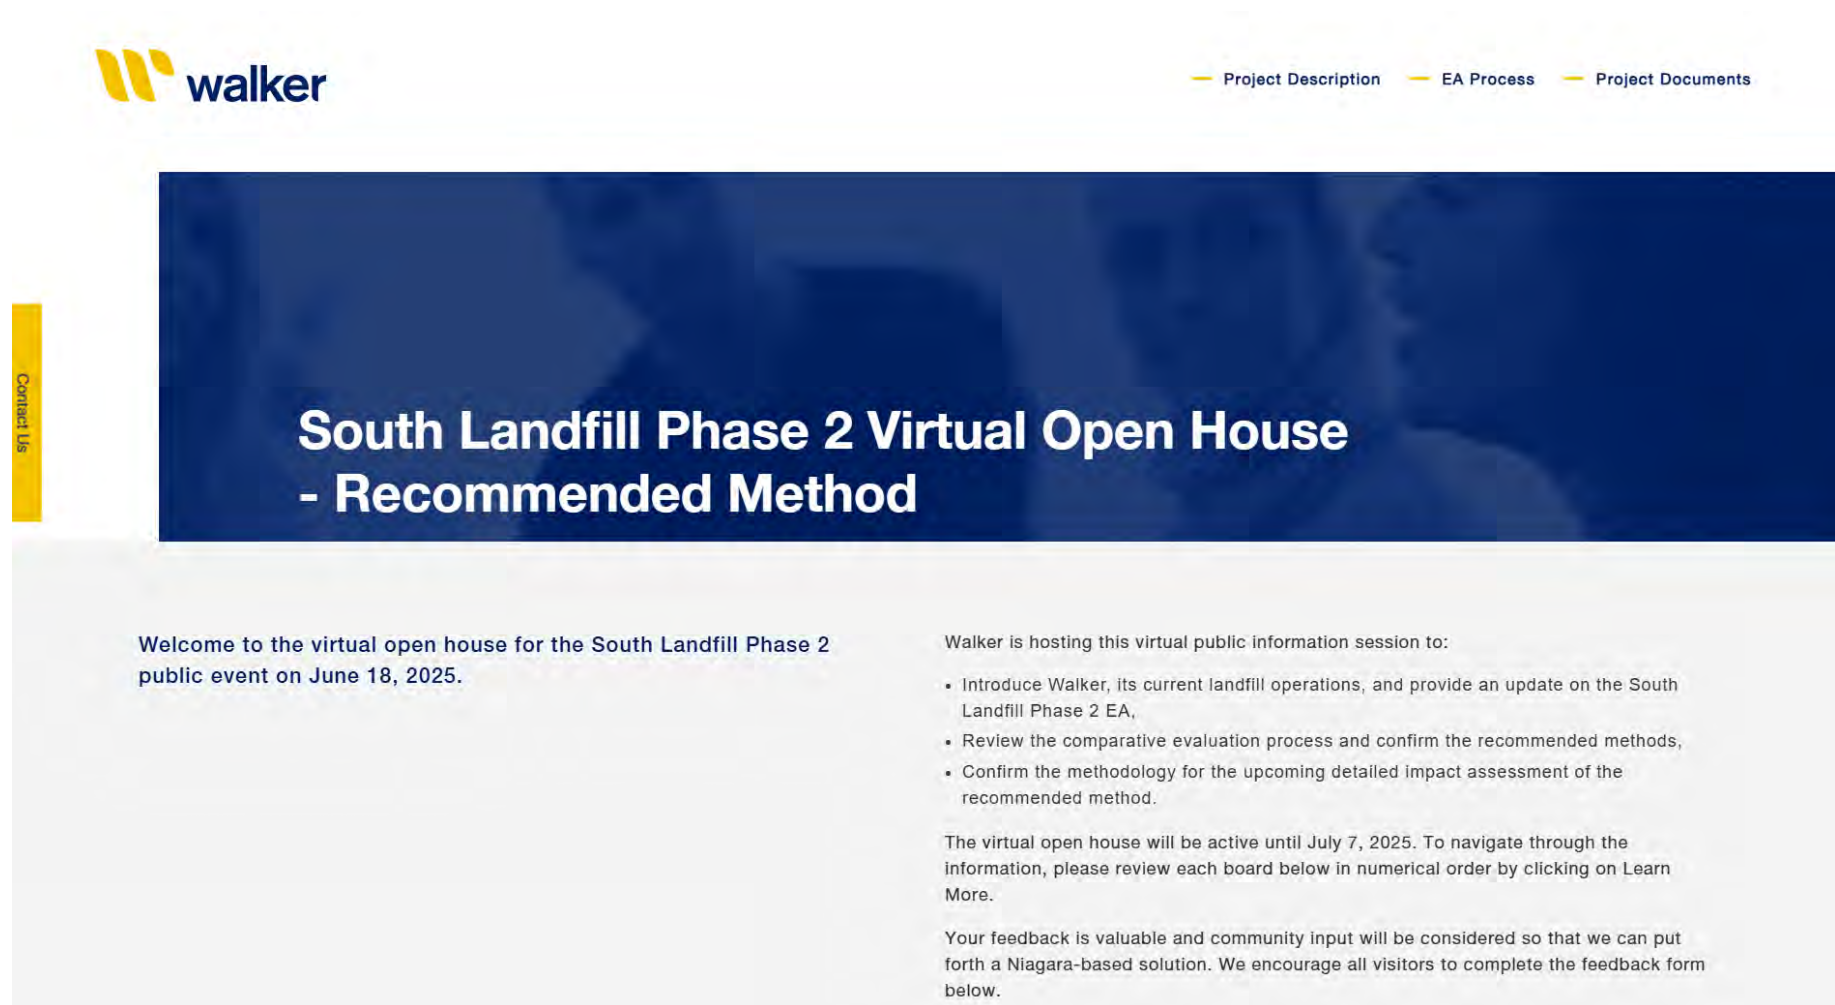 walker
Project Description
EA Process
Project Documents
Contact Us
South Landfill Phase 2 Virtual Open House
- Recommended Method
Welcome to the virtual open house for the South Landfill Phase 2
public event on June 18, 2025.
Walker is hosting this virtual public information session to:
• Introduce Walker, its current landfill operations, and provide an update on the South
Landfill Phase 2 EA,
• Review the comparative evaluation process and confirm the recommended methods,
• Confirm the methodology for the upcoming detailed impact assessment of the
recommended method.
The virtual open house will be active until July 7, 2025. To navigate through the
information, please review each board below in numerical order by clicking on Learn
More.
Your feedback is valuable and community input will be considered so that we can put
forth a Niagara-based solution. We encourage all visitors to complete the feedback form
below.